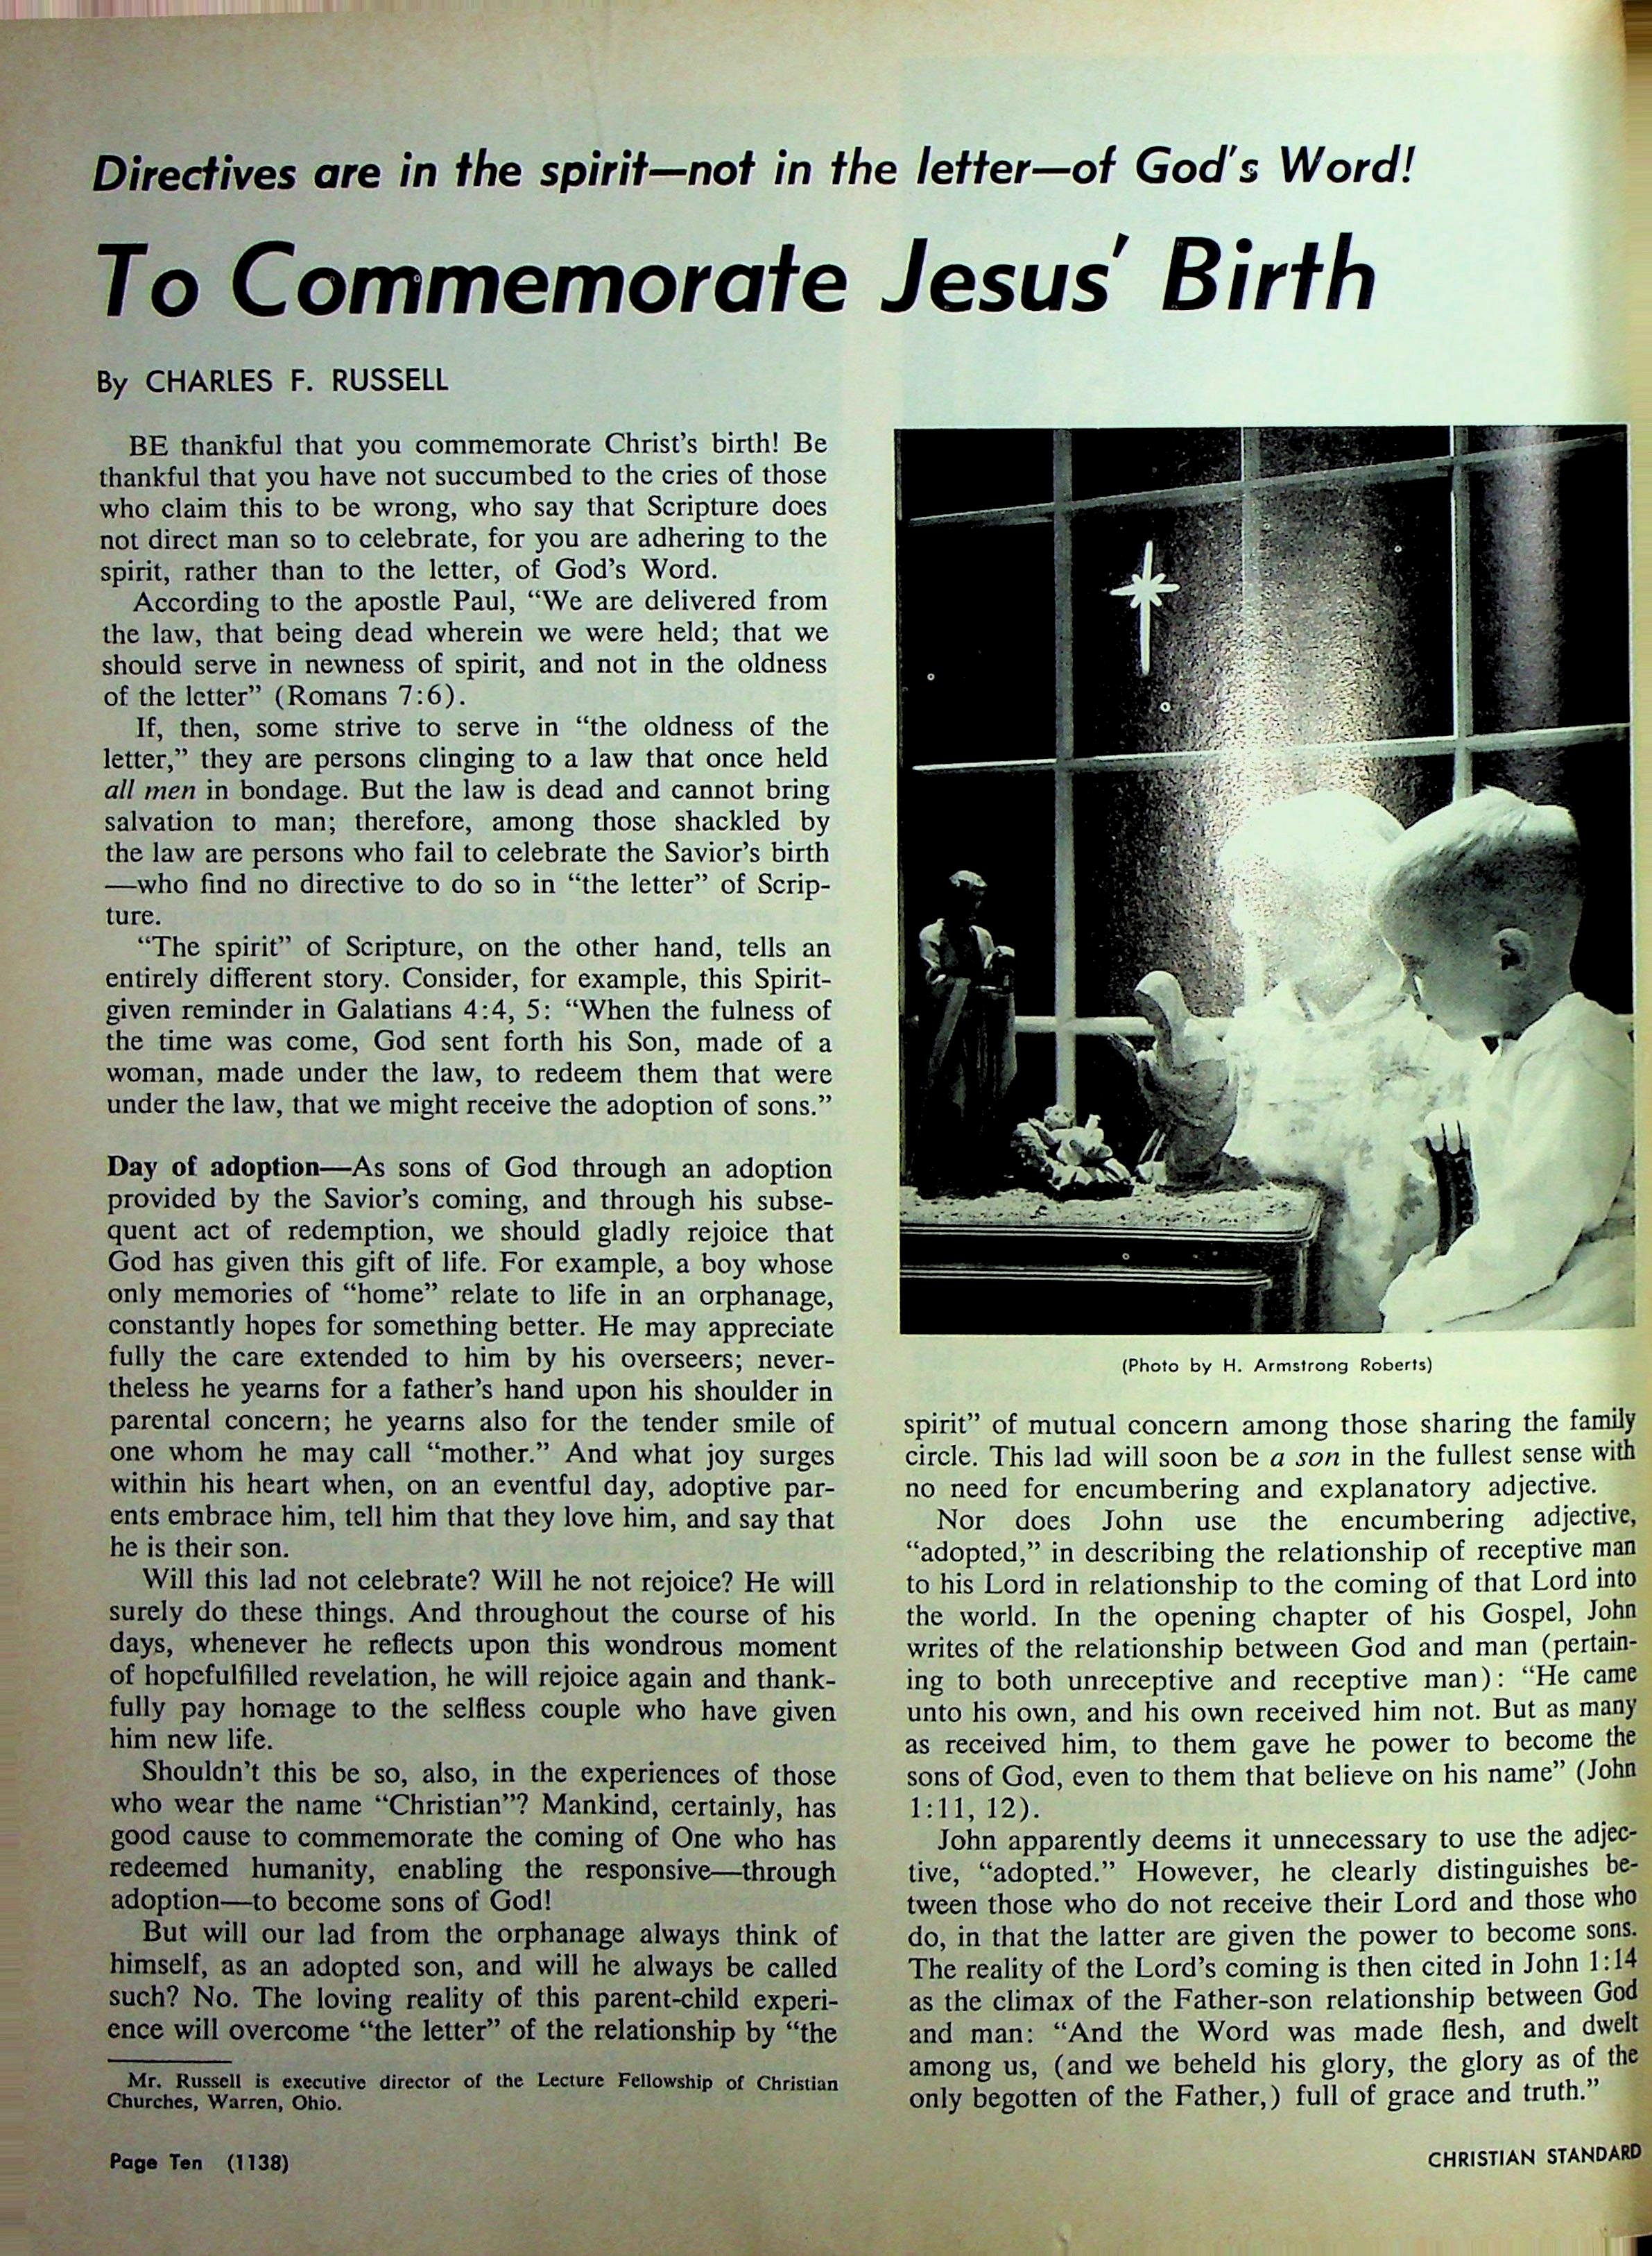 Directives are in the spirit—not in the letter—of God's Word!
To Commemorate Jesus' Birth
By CHARLES F. RUSSELL
BE thankful that you commemorate Christ's birth! Be
thankful that you have not succumbed to the cries of those
who claim this to be wrong, who say that Scripture does
not direct man so to celebrate, for you are adhering to the
spirit, rather than to the letter, of God's Word.
According to the apostle Paul, “We are delivered from
the law, that being dead wherein we were held; that we
should serve in newness of spirit, and not in the oldness
of the letter” (Romans 7:6).
If, then, some strive to serve in “the oldness of the
letter,” they are persons clinging to a law that once held
all men in bondage. But the law is dead and cannot bring
salvation to man; therefore, among those shackled by
the law are persons who fail to celebrate the Savior's birth
—who find no directive to do so in “the letter” of Scrip-
ture.
“The spirit” of Scripture, on the other hand, tells an
entirely different story. Consider, for example, this Spirit-
given reminder in Galatians 4:4, 5: “When the fulness of
the time was come, God sent forth his Son, made of a
woman, made under the law, to redeem them that were
under the law, that we might receive the adoption of sons.”
Day of adoption—As sons of God through an adoption
provided by the Savior's coming, and through his subse-
quent act of redemption, we should gladly rejoice that
God has given this gift of life. For example, a boy whose
only memories of “home” relate to life in an orphanage,
constantly hopes for something better. He may appreciate
fully the care extended to him by his overseers; never-
theless he yearns for a father's hand upon his shoulder in
parental concern; he yearns also for the tender smile of
one whom he may call “mother.” And what joy surges
within his heart when, on an eventful day, adoptive par-
ents embrace him, tell him that they love him, and say that
he is their son.
Will this lad not celebrate? Will he not rejoice? He will
surely do these things. And throughout the course of his
days, whenever he reflects upon this wondrous moment
of hopefulfilled revelation, he will rejoice again and thank-
fully pay homage to the selfless couple who have given
him new life.
Shouldn't this be so, also, in the experiences of those
who wear the name “Christian”? Mankind, certainly, has
good cause to commemorate the coming of One who has
redeemed humanity, enabling the responsive—through
adoption—to become sons of God!
But will our lad from the orphanage always think of
himself, as an adopted son, and will he always be called
such? No. The loving reality of this parent-child experi-
ence will overcome “the letter” of the relationship by “the
Mr. Russell is executive director of the Lecture Fellowship of Christian
Churches, Warren, Ohio.
(Photo by H. Armstrong Roberts)
spirit” of mutual concern among those sharing the family
circle. This lad will soon be a son in the fullest sense with
no need for encumbering and explanatory adjective.
Nor does John use the encumbering adjective,
“adopted,” in describing the relationship of receptive man
to his Lord in relationship to the coming of that Lord into
the world. In the opening chapter of his Gospel, John
writes of the relationship between God and man (pertain-
ing to both unreceptive and receptive man): “He came
unto his own, and his own received him not. But as many
as received him, to them gave he power to become the
sons of God, even to them that believe on his name” (John
1:11, 12).
John apparently deems it unnecessary to use the adjec-
tive, “adopted.” However, he clearly distinguishes be-
tween those who do not receive their Lord and those who
do, in that the latter are given the power to become sons.
The reality of the Lord's coming is then cited in John 1:14
as the climax of the Father-son relationship between God
and man: “And the Word was made flesh, and dwelt
among us, (and we beheld his glory, the glory as of the
only begotten of the Father,) full of grace and truth.”
Page Ten (1138)
CHRISTIAN STANDARD